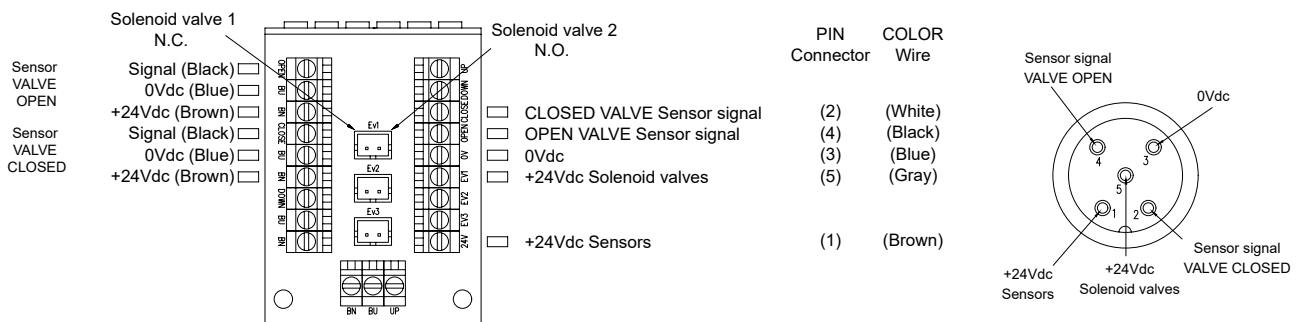 Solenoid valve 1
N.C.
Solenoid valve 2
N.O.
PIN
Connector
COLOR
Wire
Sensor
VALVE
OPEN
Signal (Black)
0Vdc (Blue)
+24Vdc (Brown)
Sensor
VALVE
CLOSED
Signal (Black)
0Vdc (Blue)
+24Vdc (Brown)
OPEN
BU
BN
CLOSE
BU
BN
DOWN
BU
BN
Ev1
Ev2
Ev3
UP
DOWN
CLOSE
OPEN
0V
EV1
EV2
EV3
24V
BN BU UP
CLOSED VALVE Sensor signal (2) (White)
OPEN VALVE Sensor signal (4) (Black)
0Vdc (3) (Blue)
+24Vdc Solenoid valves (5) (Gray)
+24Vdc Sensors (1) (Brown)
Sensor signal
VALVE OPEN
0Vdc
4
3
5
1
2
+24Vdc
Sensors
+24Vdc
Solenoid valves
Sensor signal
VALVE CLOSED